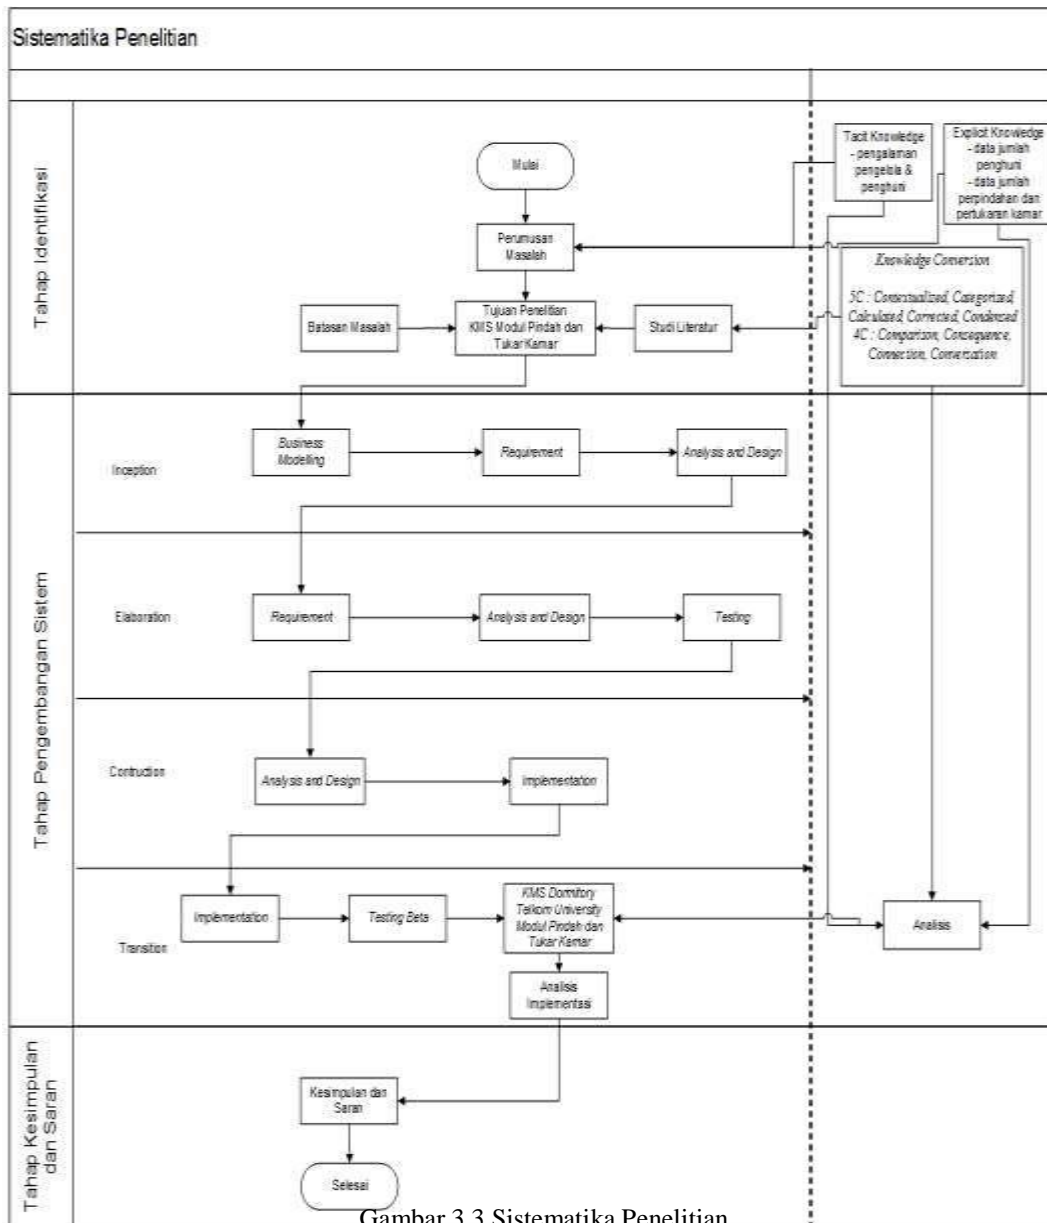 Sistematika Penelitian
Tahap Identifikasi
Mulai
Tacit Knowledge
- pengalaman
pengelola &
penghuni
Explicit Knowledge
- data jumlah
penghuni
- data jumlah
perpindahan dan
pertukaran kamar
Perumusan
Masalah
Knowledge Conversion
5C : Contextualized, Categorized,
Calculated, Corrected, Condensed
4C : Comparison, Consequence,
Connection, Conversation
Batasan Masalah
Tujuan Penelitian
KMS Modul Pindah dan
Tukar Kamar
Studi Literatur
Tahap Pengembangan Sistem
Inception
Business
Modelling
Requirement
Analysis and Design
Elaboration
Requirement
Analysis and Design
Testing
Contruction
Analysis and Design
Implementation
Transition
Implementation
Testing Beta
KMS Dormitory
Telkom University
Modul Pindah dan
Tukar Kamar
Analisis
Analisis
Implementasi
Tahap Kesimpulan
dan Saran
Kesimpulan dan
Saran
Selesai
Gambar 3.3 Sistematika Penelitian